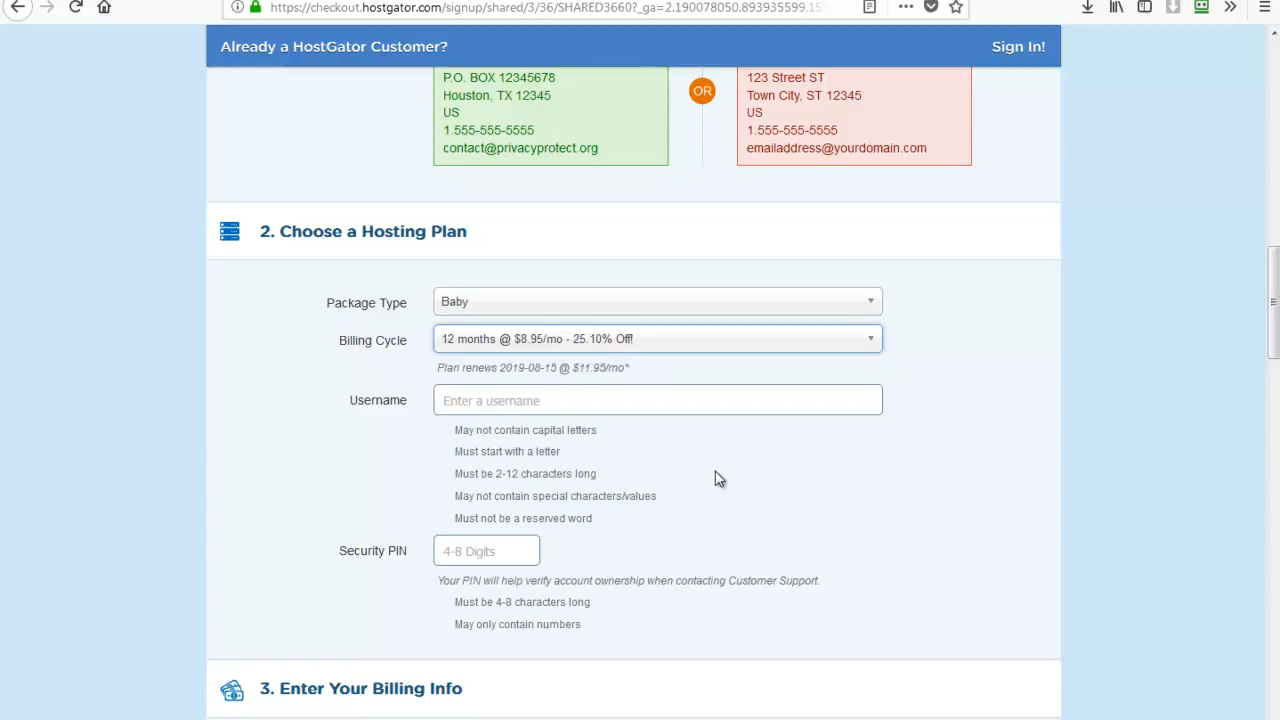 https://checkout.hostgator.com/signup/shared/3/36/SHARED3660?_ga=2.190078050.893935599.15
Already a HostGator Customer?
Sign In!
P.O. BOX 12345678
Houston, TX 12345
US
1.555-555-5555
contact@privacyprotect.org
OR
123 Street ST
Town City, ST 12345
US
1.555-555-5555
emailaddress@yourdomain.com
2. Choose a Hosting Plan
Package Type
Baby
Billing Cycle
12 months @ $8.95/mo - 25.10% Off!
Plan renews 2019-08-15 @ $11.95/mo*
Username
Enter a username
May not contain capital letters
Must start with a letter
Must be 2-12 characters long
May not contain special characters/values
Must not be a reserved word
Security PIN
4-8 Digits
Your PIN will help verify account ownership when contacting Customer Support.
Must be 4-8 characters long
May only contain numbers
3. Enter Your Billing Info